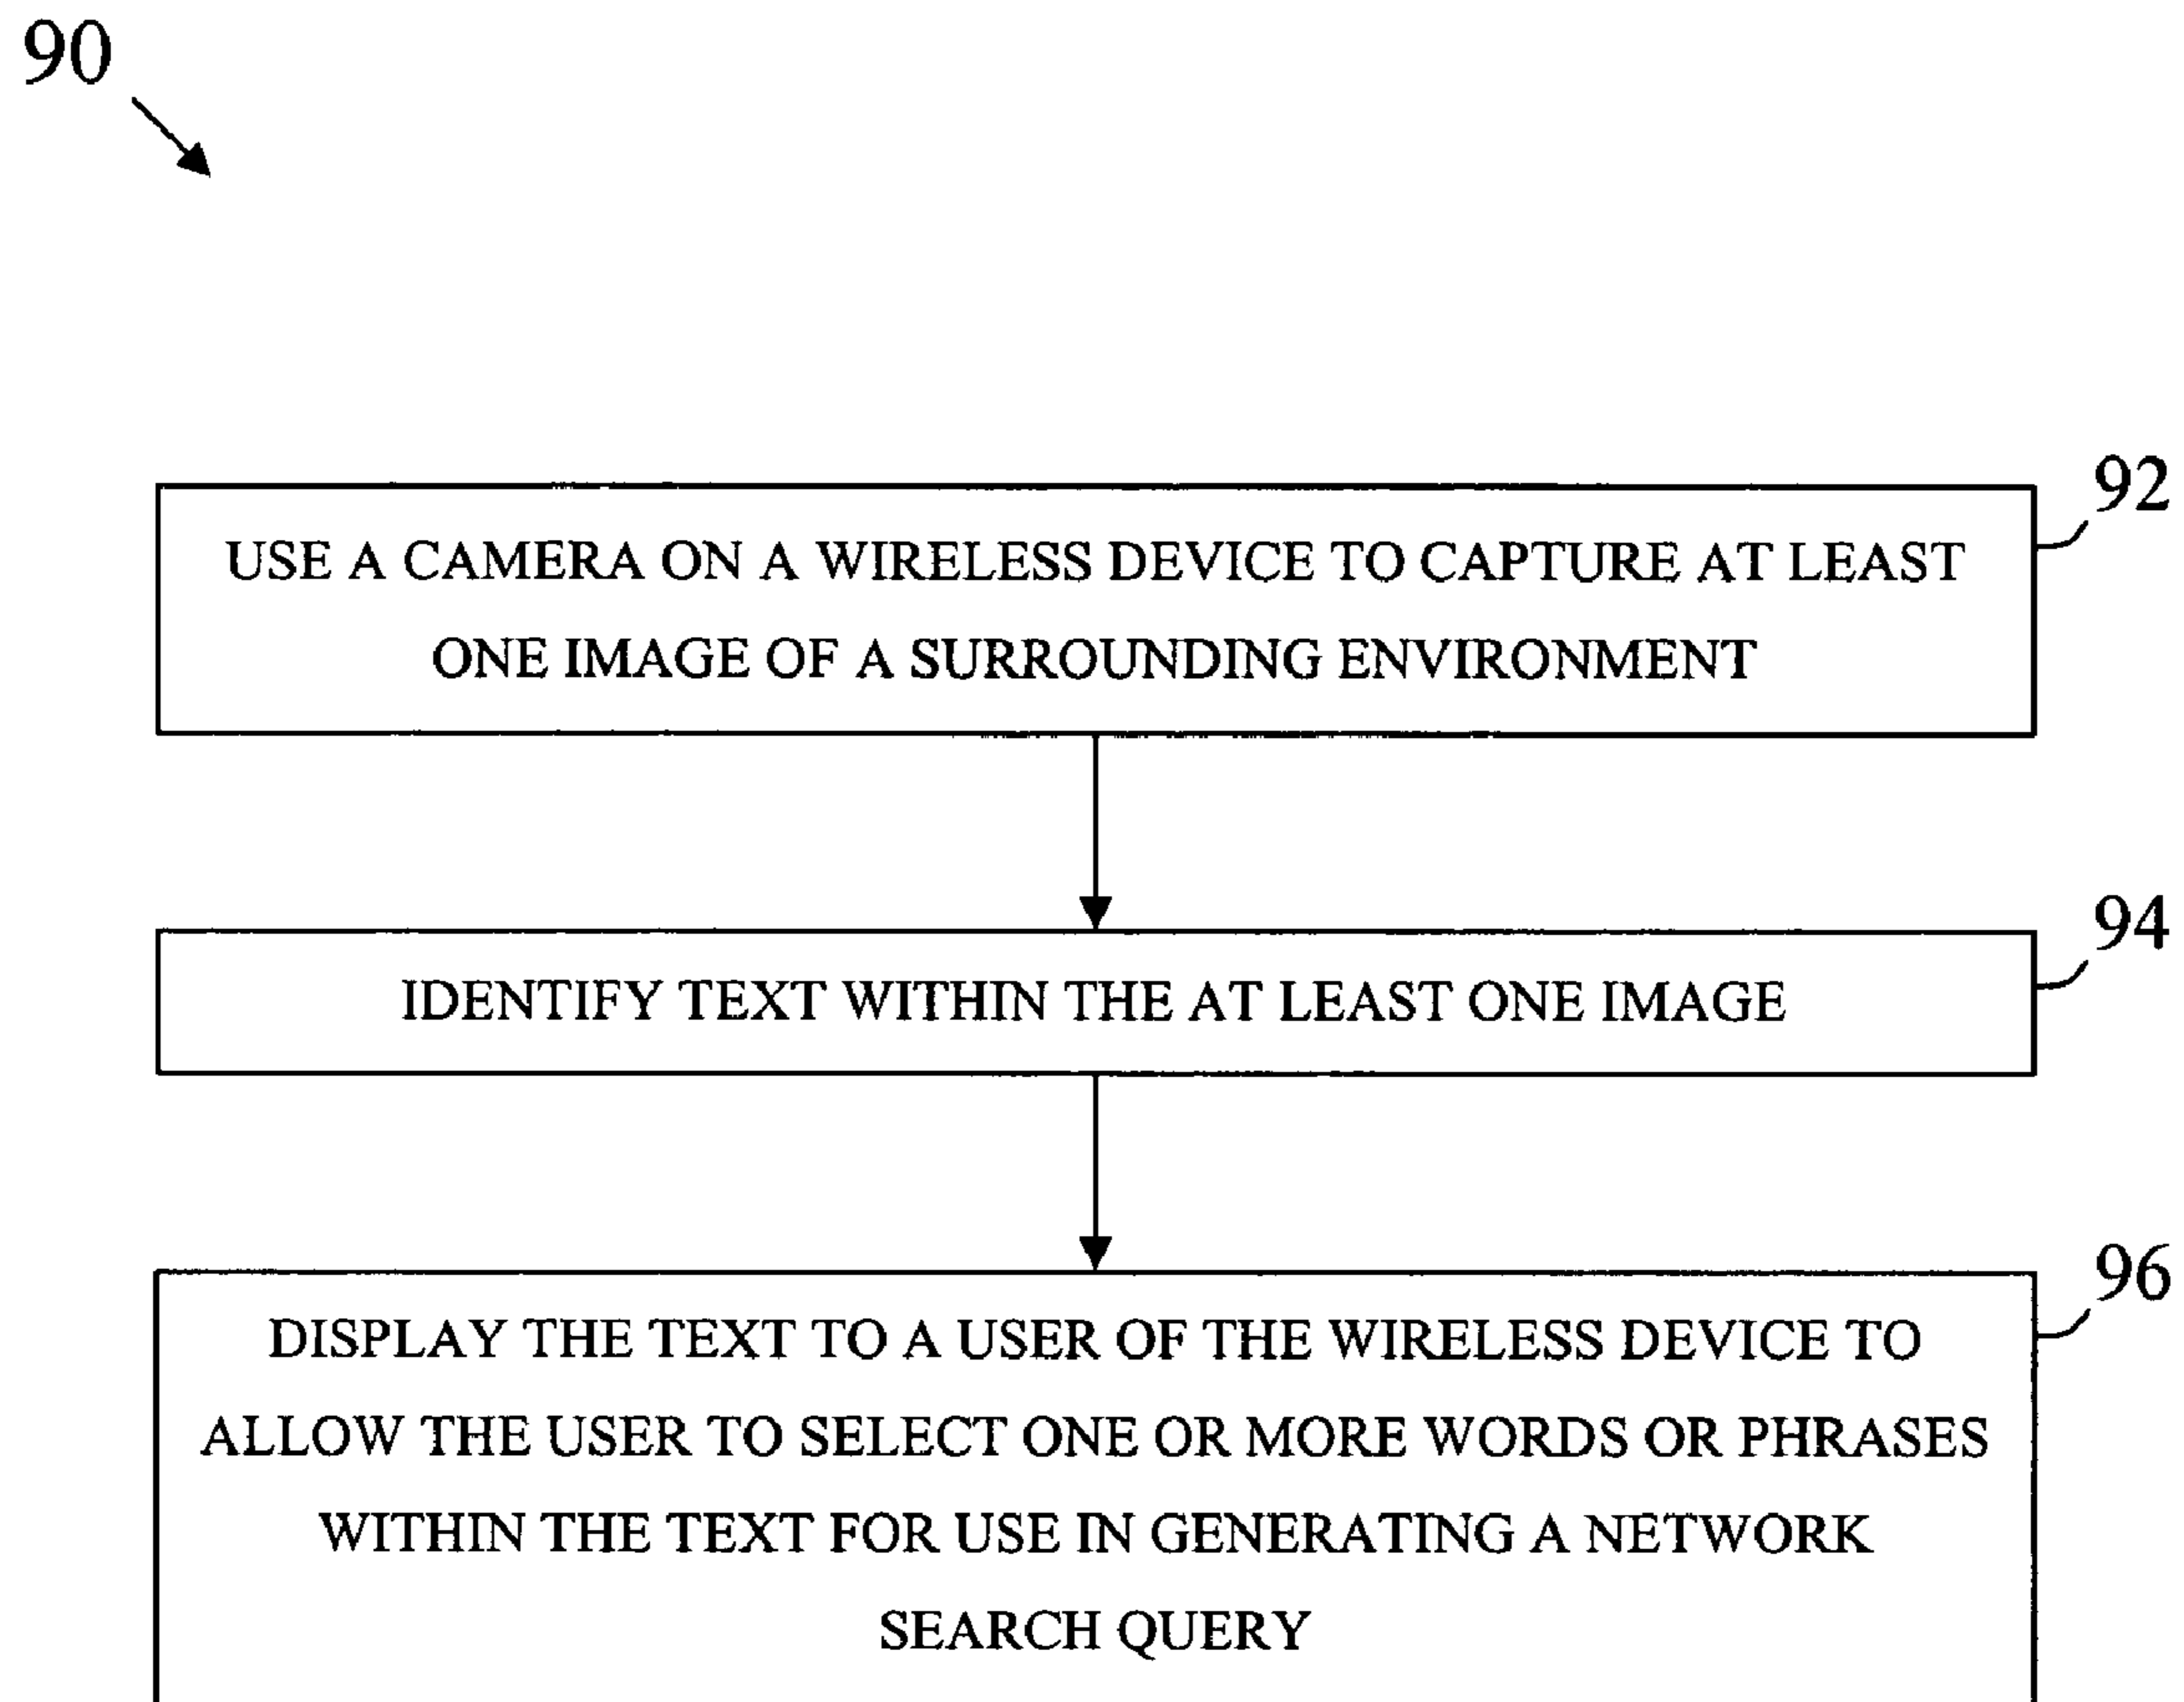 90
92
USE A CAMERA ON A WIRELESS DEVICE TO CAPTURE AT LEAST
ONE IMAGE OF A SURROUNDING ENVIRONMENT
94
IDENTIFY TEXT WITHIN THE AT LEAST ONE IMAGE
96
DISPLAY THE TEXT TO A USER OF THE WIRELESS DEVICE TO
ALLOW THE USER TO SELECT ONE OR MORE WORDS OR PHRASES
WITHIN THE TEXT FOR USE IN GENERATING A NETWORK
SEARCH QUERY